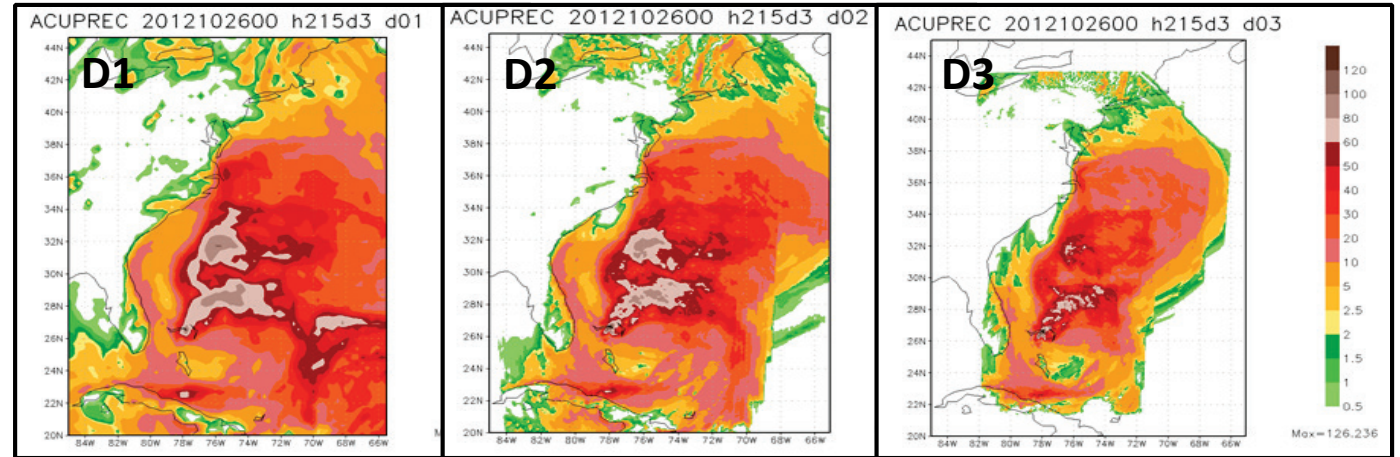 ACUPREC 2012102600 h215d3 d01
D1
44N
42N
40N
38N
36N
34N
32N
30N
28N
26N
24N
22N
20N
84W 82W 80W 78W 76W 74W 72W 70W 68W 66W
M
ACUPREC 2012102600 h215d3 d02
D2
44N
42N
40N
38N
36N
34N
32N
30N
28N
26N
24N
22N
20N
84W 82W 80W 78W 76W 74W 72W 70W 68W 66W
ACUPREC 2012102600 h215d3 d03
D3
44N
42N
40N
38N
36N
34N
32N
30N
28N
26N
24N
22N
20N
84W 82W 80W 78W 76W 74W 72W 70W 68W 66W
120
100
80
60
50
40
30
20
10
5
2.5
2
1.5
1
0.5
Max=126.236